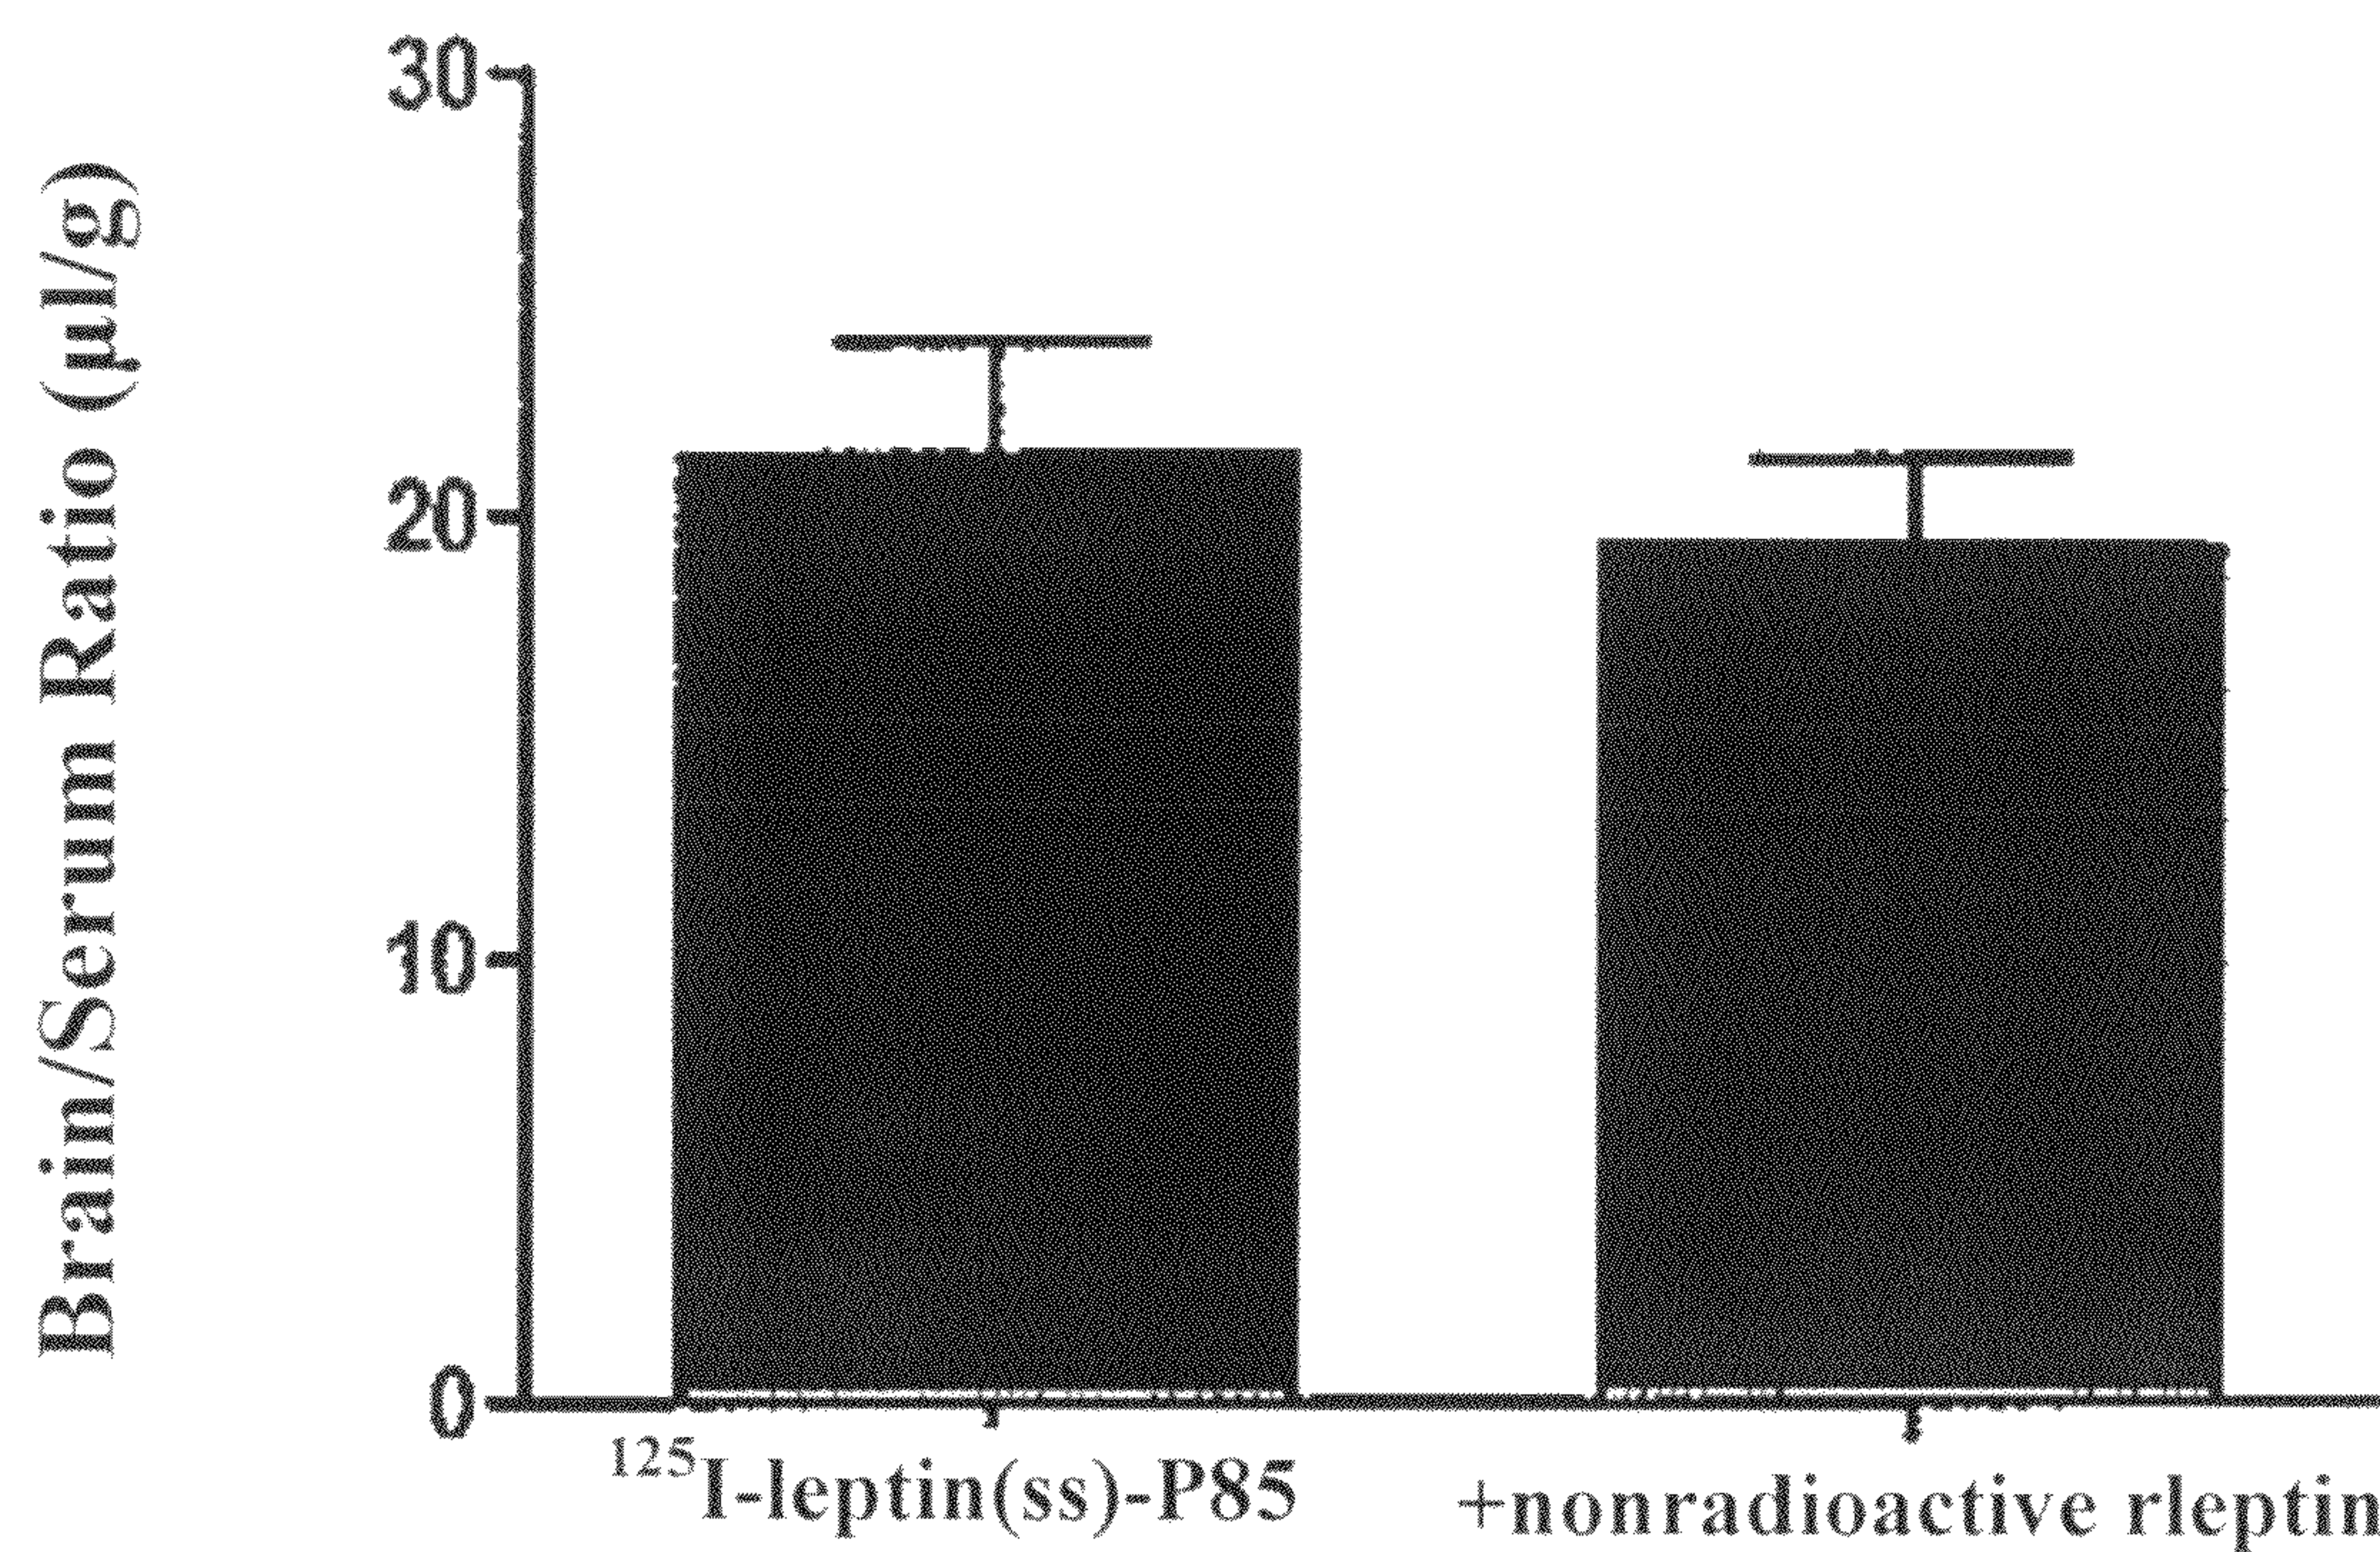 Brain/Serum Ratio (µl/g)
30
20
10
0
¹²⁵I-leptin(ss)-P85
+nonradioactive rleptin